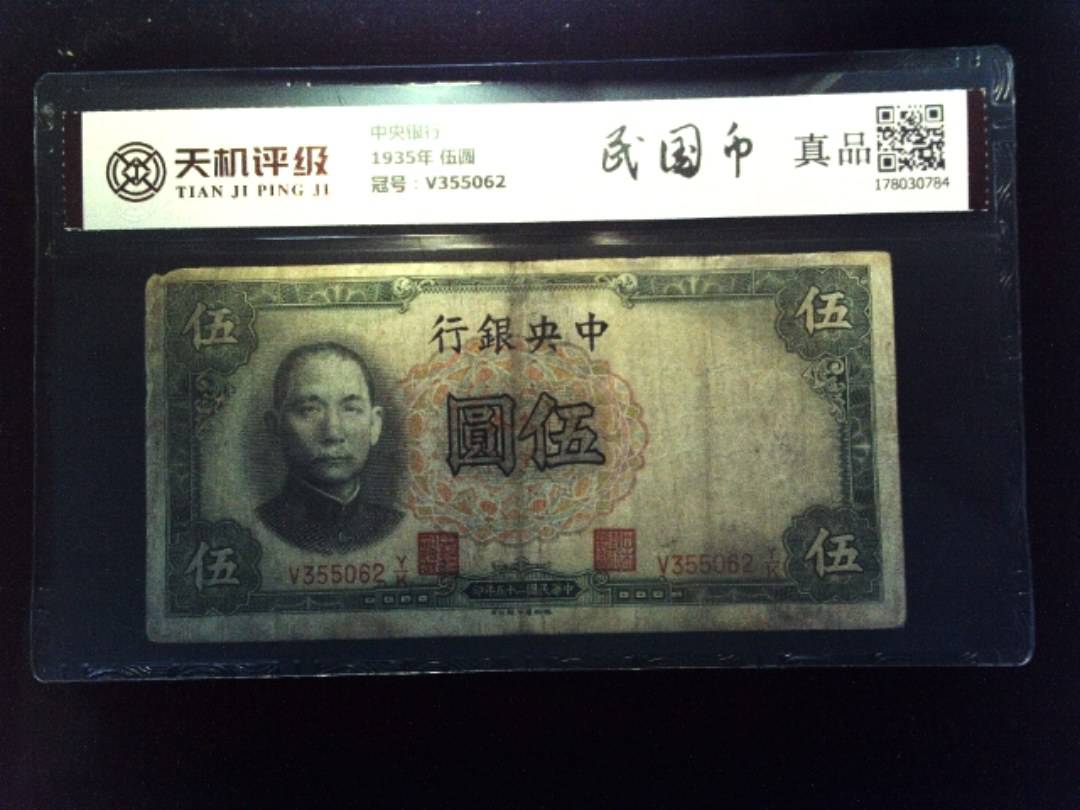 天机评级
TIAN JI PING JI
中央银行
1935年 伍圆
冠号：V355062
民国币
真品
178030784
伍
伍
行銀央中
圓伍
伍
伍
V355062 Y/K
V355062 Y/K